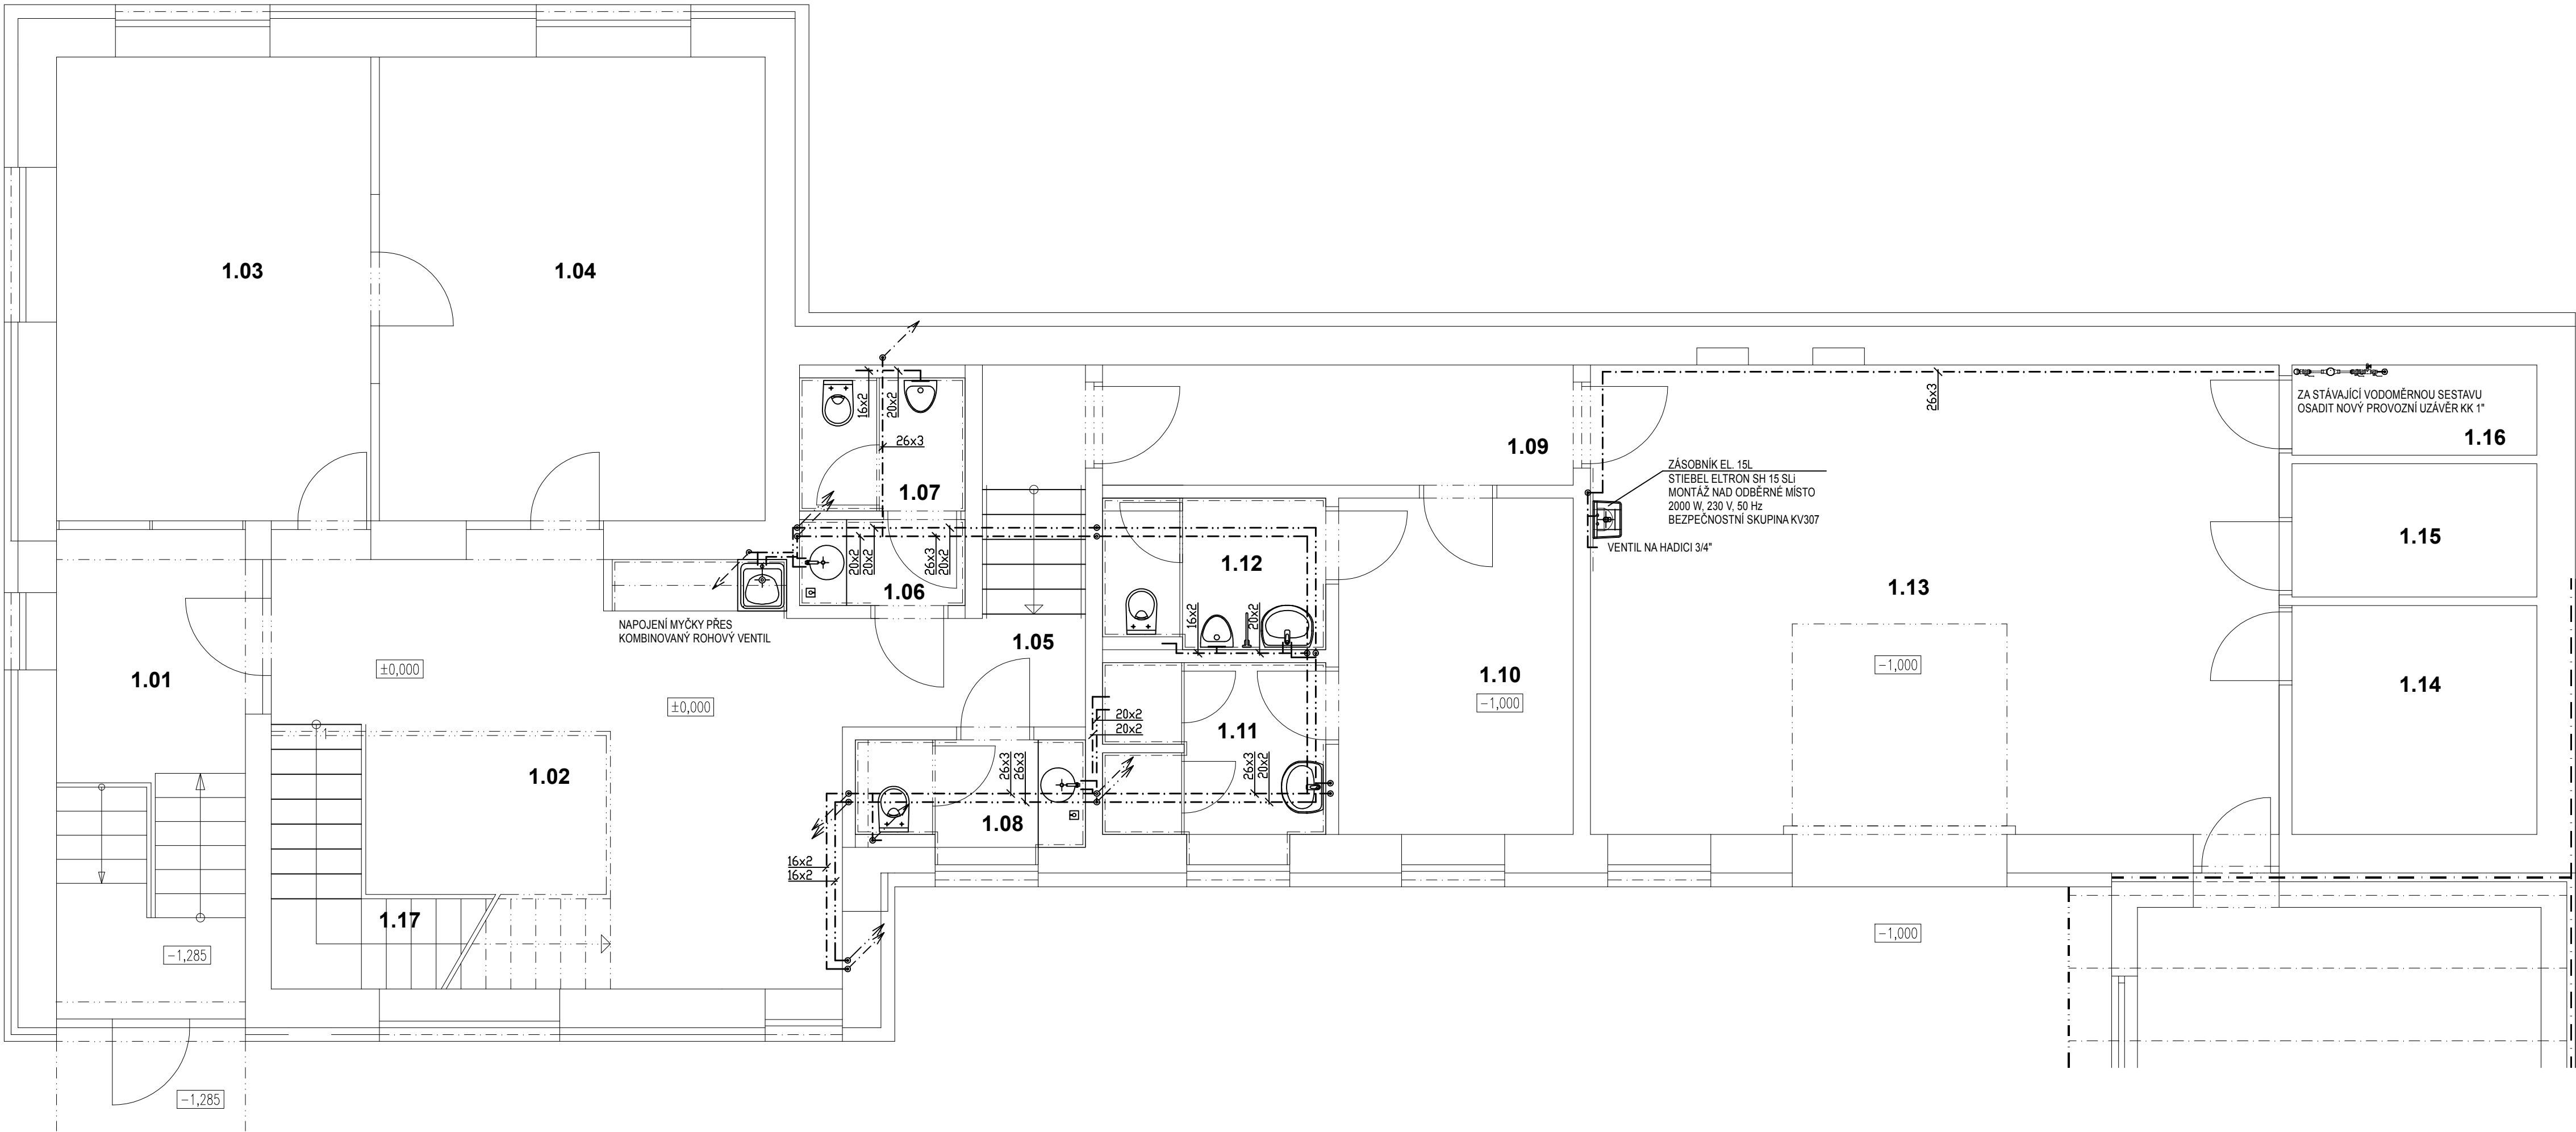 1.03
1.04
16x2
20x2
26x3
ZA STÁVAJÍCÍ VODOMĚRNOU SESTAVU
OSADIT NOVÝ PROVOZNÍ UZÁVĚR KK 1"
26x3
1.16
1.09
1.07
ZÁSOBNÍK EL. 15L
STIEBEL ELTRON SH 15 SLi
MONTÁŽ NAD ODBĚRNÉ MÍSTO
2000 W, 230 V, 50 Hz
BEZPEČNOSTNÍ SKUPINA KV307
VENTIL NA HADICI 3/4"
1.15
20x2
20x2
26x3
20x2
1.12
1.13
1.06
16x2
20x2
NAPOJENÍ MYČKY PŘES
KOMBINOVANÝ ROHOVÝ VENTIL
1.05
±0,000
-1,000
1.01
1.10
1.14
±0,000
-1,000
20x2
20x2
1.11
1
1.02
26x3
26x3
26x3
20x2
1.08
16x2
16x2
1.17
-1,000
-1,285
-1,285